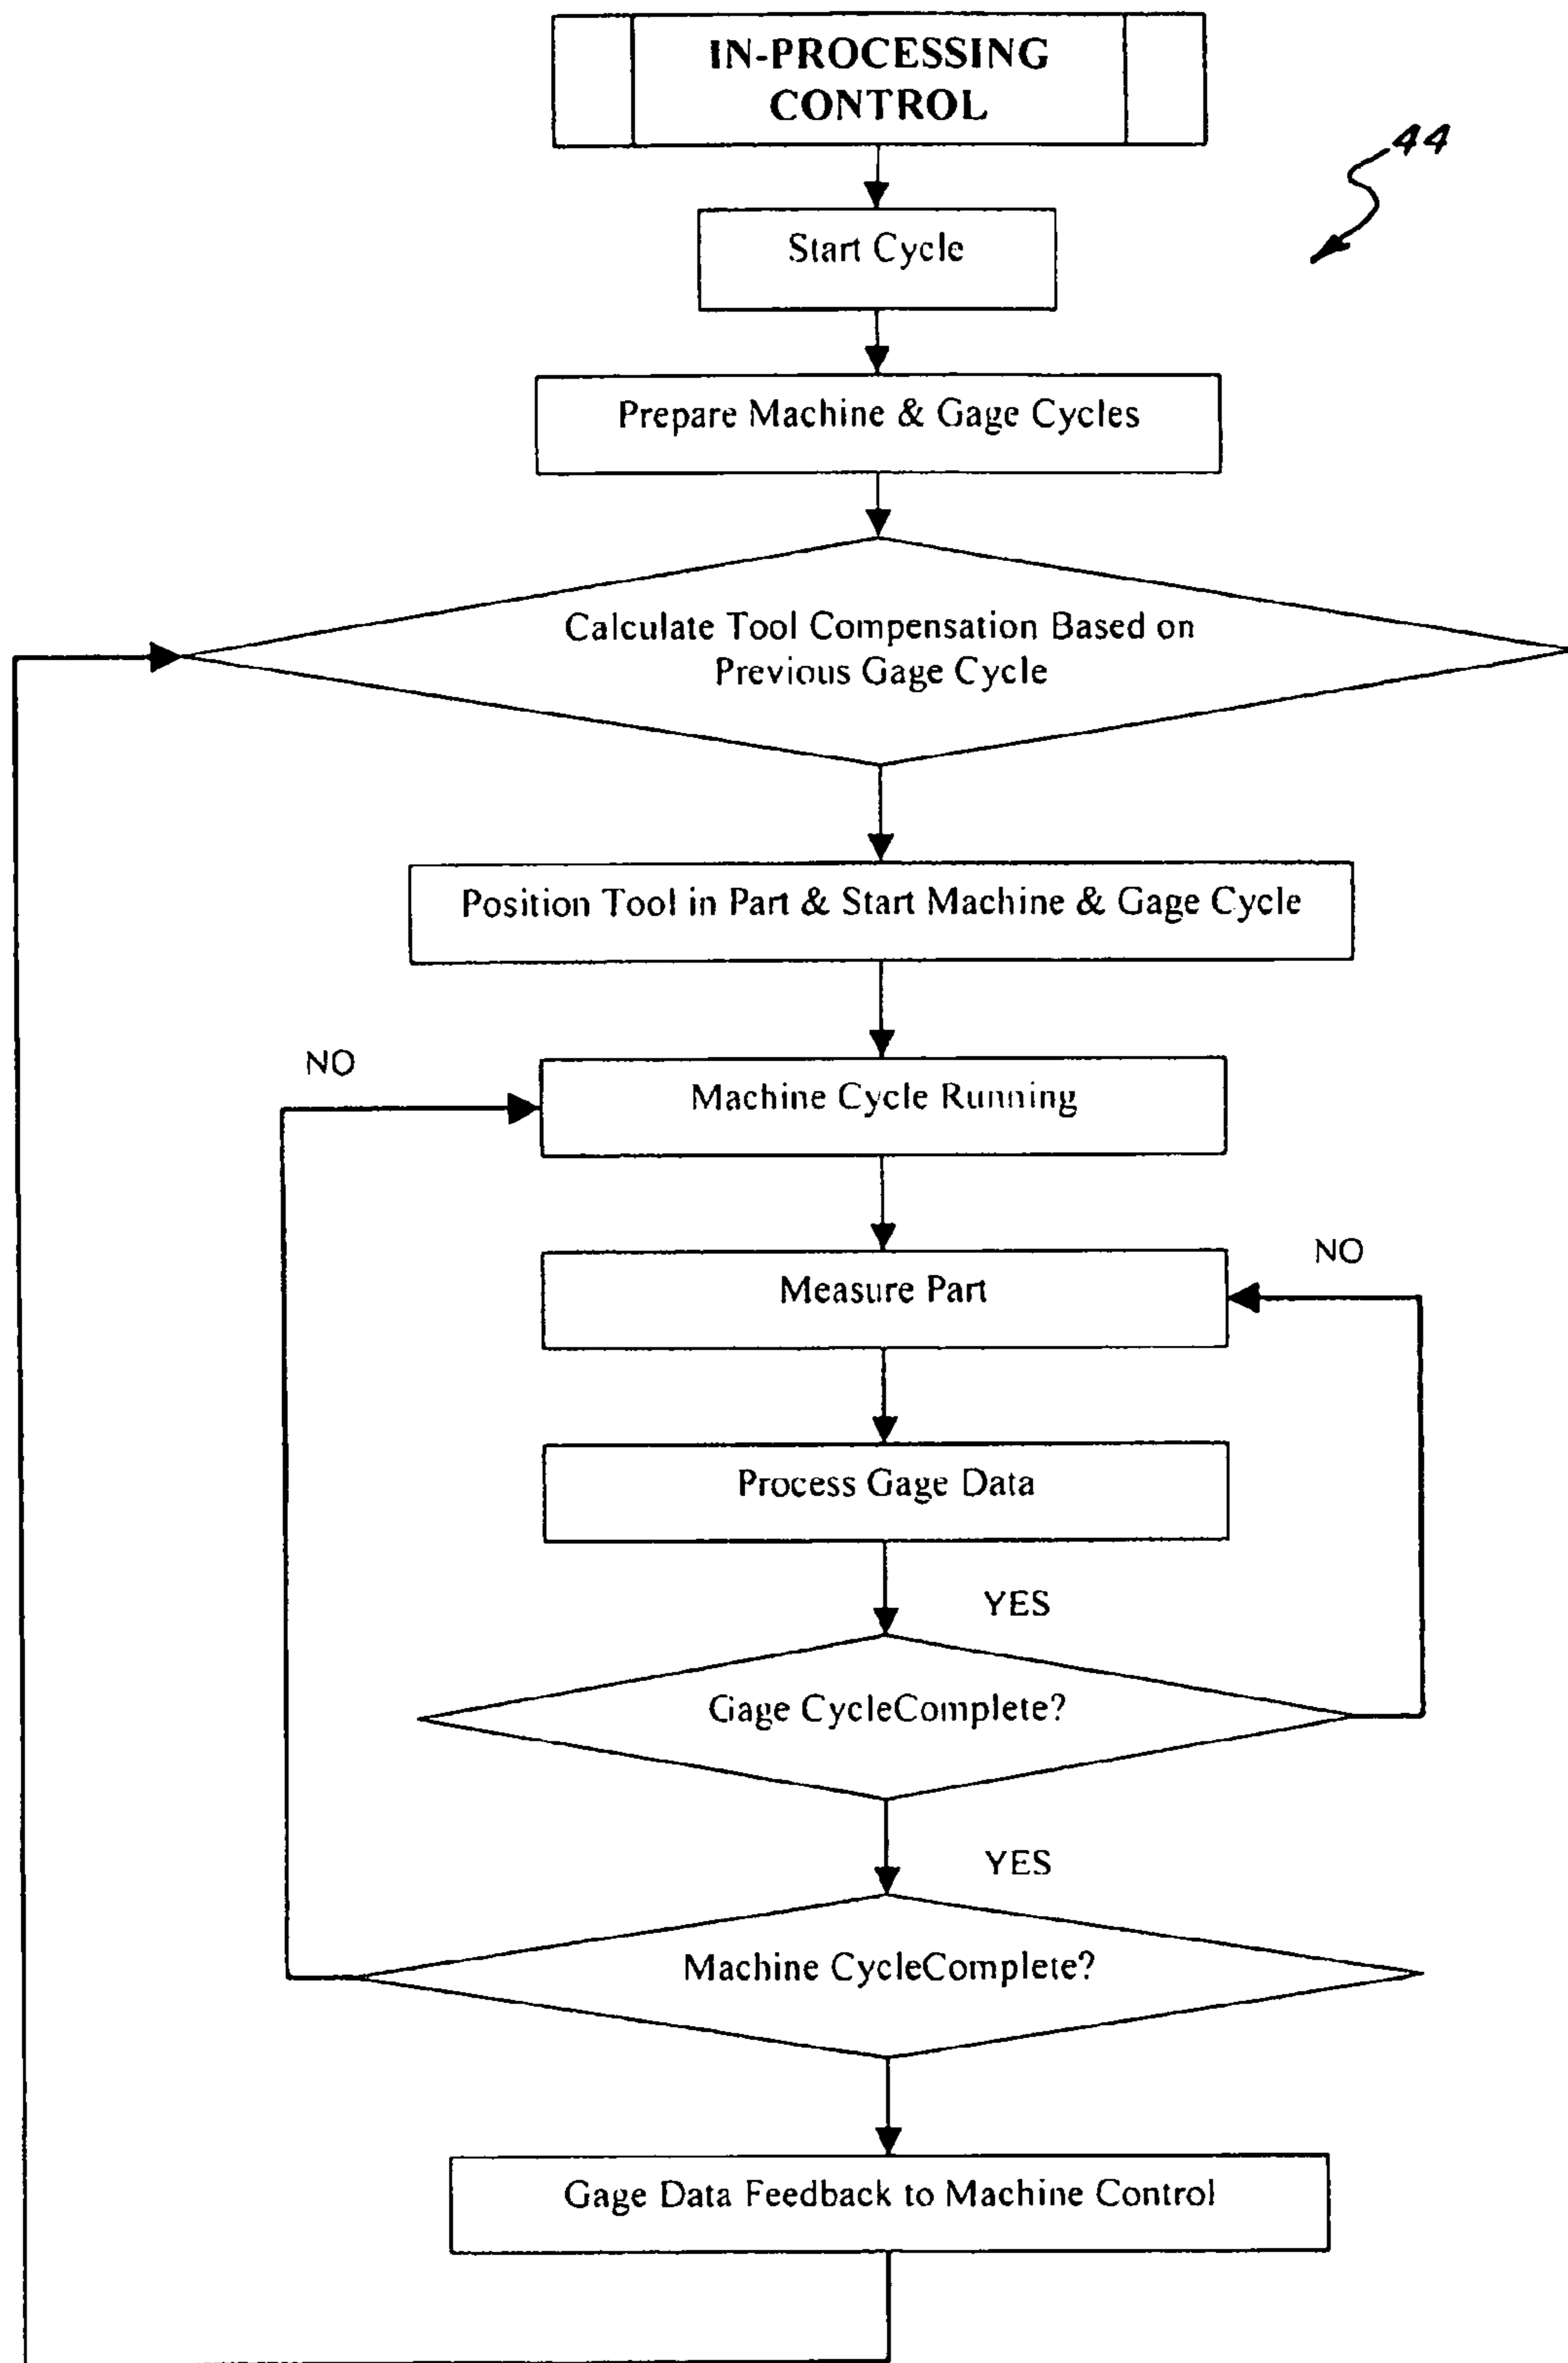 IN-PROCESSING
CONTROL
44
Start Cycle
Prepare Machine & Gage Cycles
Calculate Tool Compensation Based on
Previous Gage Cycle
Position Tool in Part & Start Machine & Gage Cycle
NO
Machine Cycle Running
NO
Measure Part
Process Gage Data
YES
Gage CycleComplete?
YES
Machine CycleComplete?
Gage Data Feedback to Machine Control